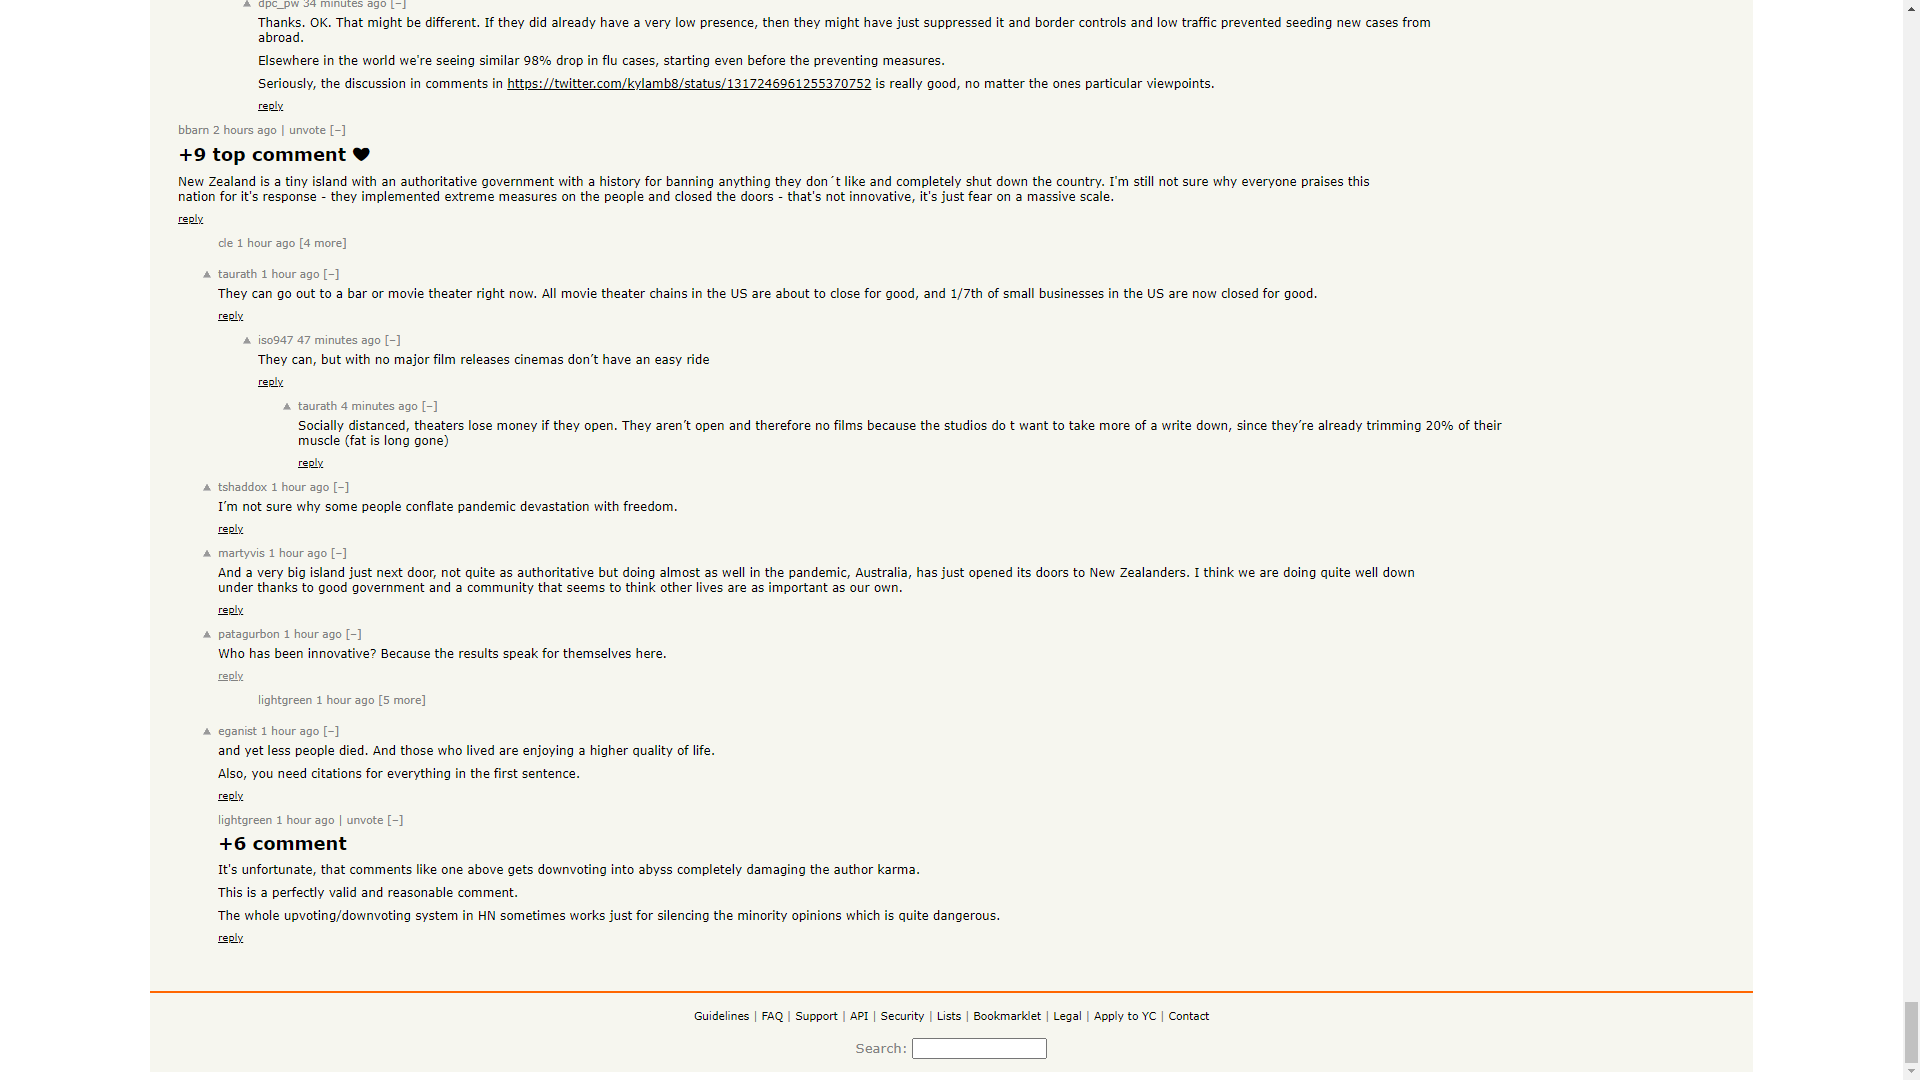 dpc_pw 34 minutes ago [–]
Thanks. OK. That might be different. If they did already have a very low presence, then they might have just suppressed it and border controls and low traffic prevented seeding new cases from
abroad.
Elsewhere in the world we're seeing similar 98% drop in flu cases, starting even before the preventing measures.
Seriously, the discussion in comments in https://twitter.com/kylamb8/status/1317246961255370752 is really good, no matter the ones particular viewpoints.
reply
bbarn 2 hours ago | unvote [–]
+9 top comment 🖤
New Zealand is a tiny island with an authoritative government with a history for banning anything they don´t like and completely shut down the country. I'm still not sure why everyone praises this
nation for it's response - they implemented extreme measures on the people and closed the doors - that's not innovative, it's just fear on a massive scale.
reply
cle 1 hour ago [4 more]
taurath 1 hour ago [–]
They can go out to a bar or movie theater right now. All movie theater chains in the US are about to close for good, and 1/7th of small businesses in the US are now closed for good.
reply
iso947 47 minutes ago [–]
They can, but with no major film releases cinemas don’t have an easy ride
reply
taurath 4 minutes ago [–]
Socially distanced, theaters lose money if they open. They aren’t open and therefore no films because the studios do t want to take more of a write down, since they’re already trimming 20% of their
muscle (fat is long gone)
reply
tshaddox 1 hour ago [–]
I’m not sure why some people conflate pandemic devastation with freedom.
reply
martyvis 1 hour ago [–]
And a very big island just next door, not quite as authoritative but doing almost as well in the pandemic, Australia, has just opened its doors to New Zealanders. I think we are doing quite well down
under thanks to good government and a community that seems to think other lives are as important as our own.
reply
patagurbon 1 hour ago [–]
Who has been innovative? Because the results speak for themselves here.
reply
lightgreen 1 hour ago [5 more]
eganist 1 hour ago [–]
and yet less people died. And those who lived are enjoying a higher quality of life.
Also, you need citations for everything in the first sentence.
reply
lightgreen 1 hour ago | unvote [–]
+6 comment
It's unfortunate, that comments like one above gets downvoting into abyss completely damaging the author karma.
This is a perfectly valid and reasonable comment.
The whole upvoting/downvoting system in HN sometimes works just for silencing the minority opinions which is quite dangerous.
reply
Guidelines | FAQ | Support | API | Security | Lists | Bookmarklet | Legal | Apply to YC | Contact
Search: